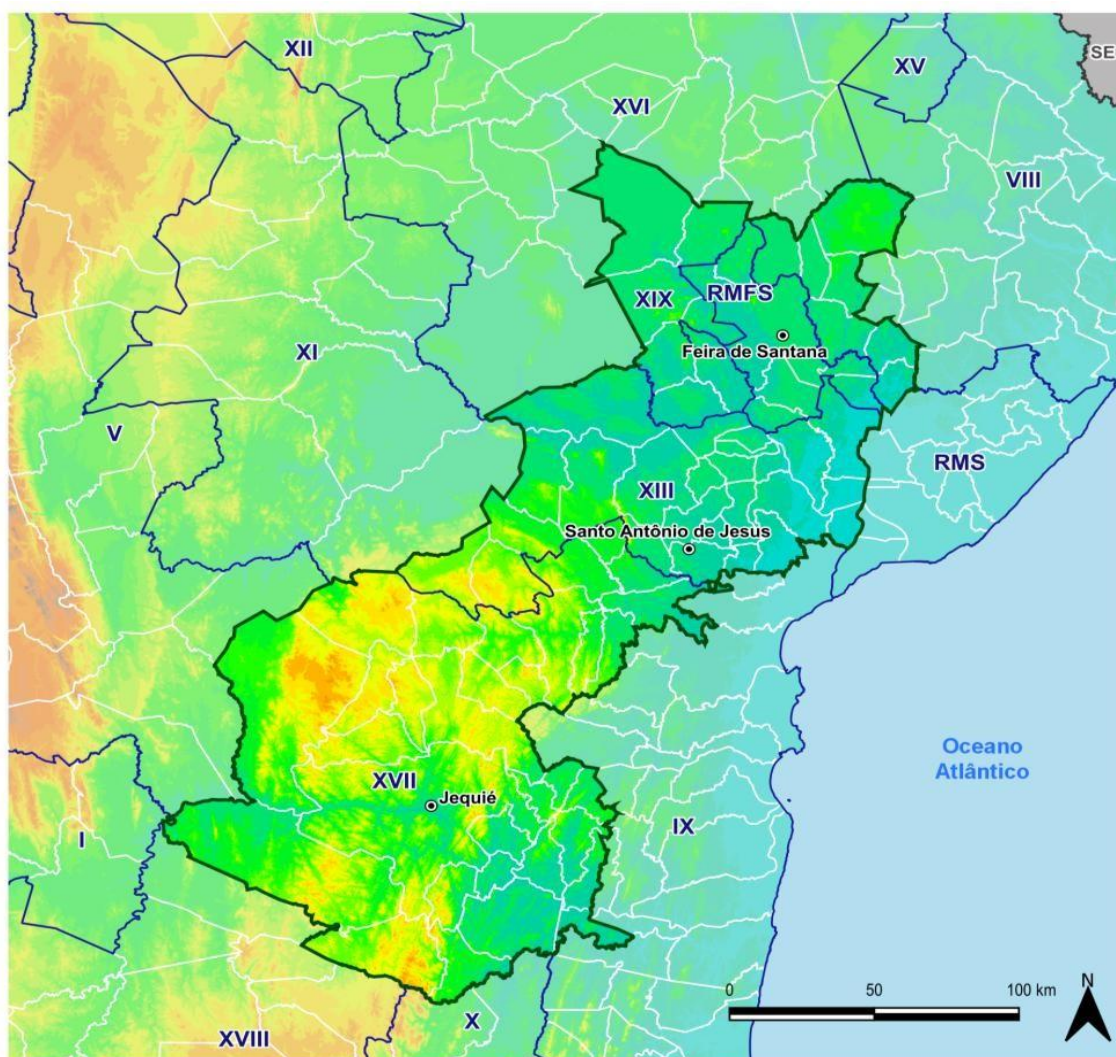 XII
SE
XV
XVI
VIII
XIX
RMFS
Feira de Santana
XI
V
RMS
XIII
Santo Antônio de Jesus
Oceano
Atlântico
XVII
Jequié
I
IX
N
0
50
100 km
X
XVIII